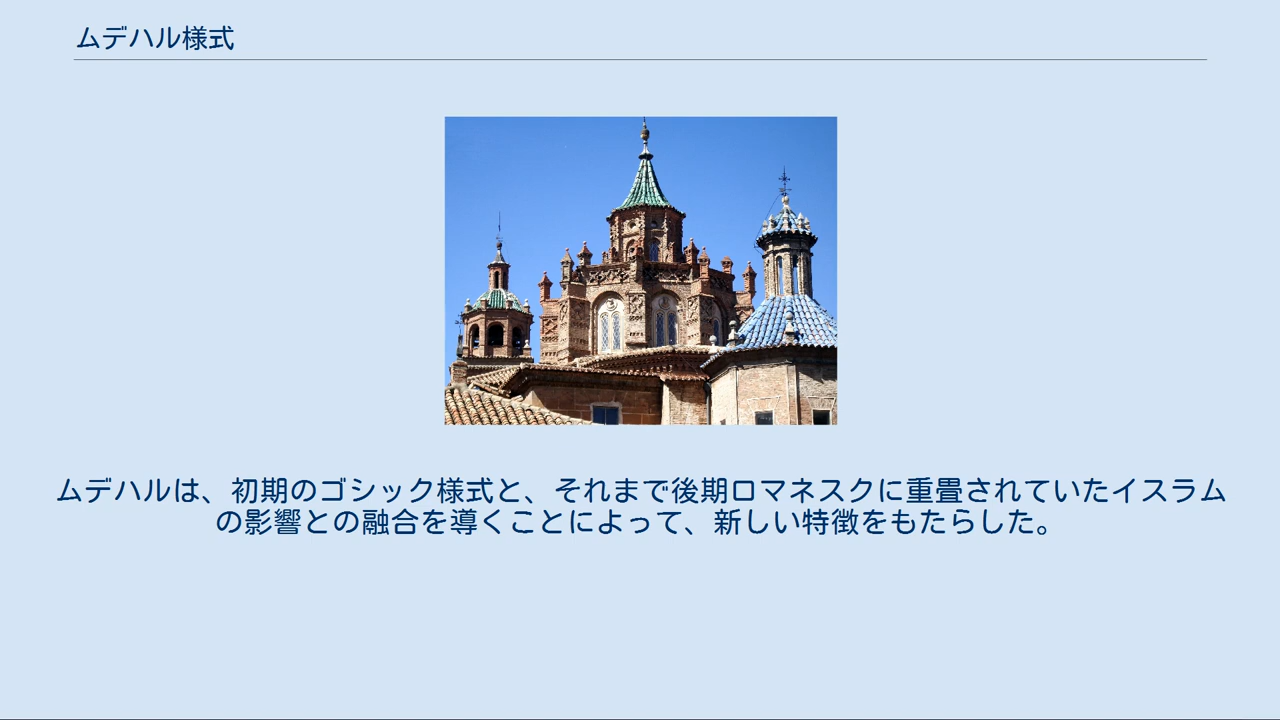 ムデハル様式
ムデハルは、初期のゴシック様式と、それまで後期ロマネスクに重畳されていたイスラム
の影響との融合を導くことによって、新しい特徴をもたらした。